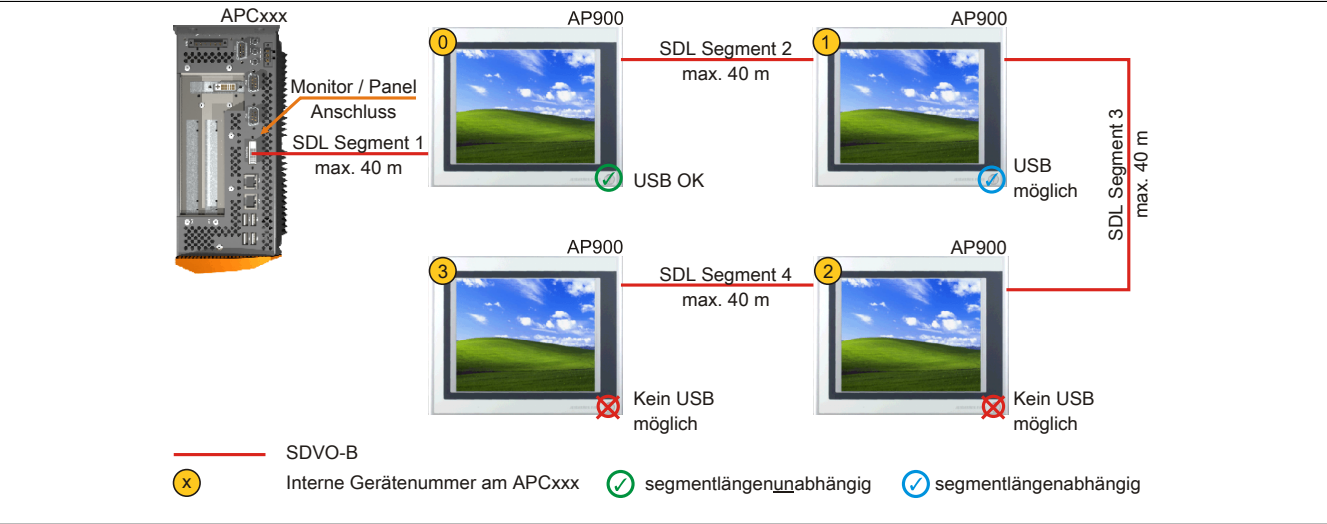 APCxxx
AP900
AP900
0
SDL Segment 2
max. 40 m
1
Monitor / Panel
Anschluss
SDL Segment 1
max. 40 m
SDL Segment 3
max. 40 m
USB OK
USB
möglich
AP900
AP900
3
SDL Segment 4
max. 40 m
2
Kein USB
möglich
Kein USB
möglich
SDVO-B
x
Interne Gerätenummer am APCxxx
segmentlängenunabhängig
segmentlängenabhängig